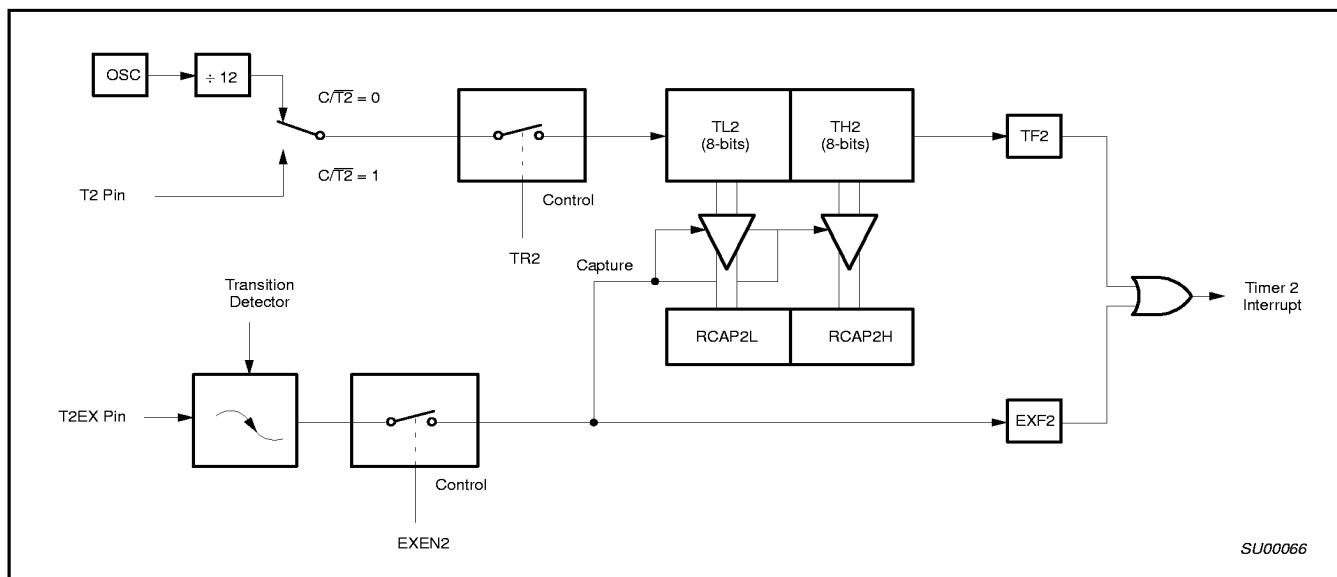 OSC
÷ 12
C/T2̅ = 0
TL2
(8-bits)
TH2
(8-bits)
TF2
C/T2̅ = 1
T2 Pin
Control
TR2
Capture
Transition
Detector
Timer 2
Interrupt
RCAP2L
RCAP2H
T2EX Pin
EXF2
Control
EXEN2
SU00066